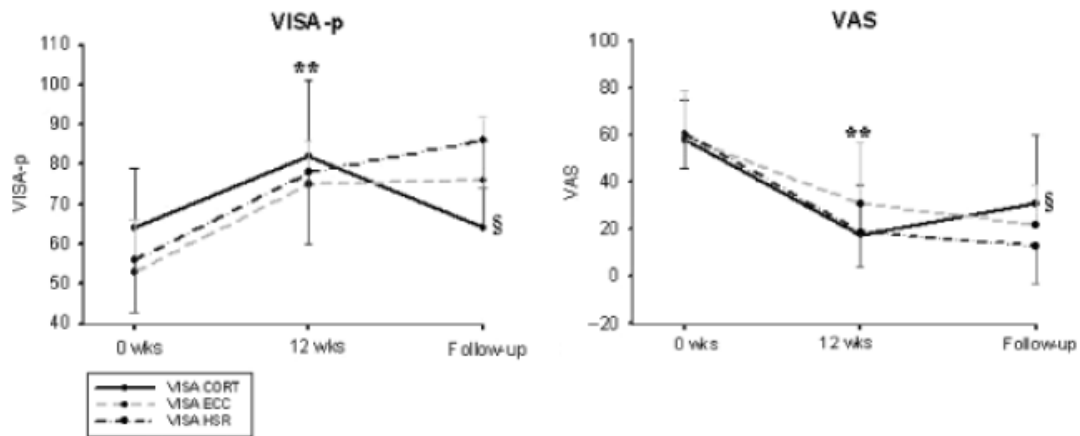 VISA-p
VAS
110
100
90
80
70
60
50
40
VISA-p
**
§
0 wks
12 wks
Follow-up
100
80
60
40
20
0
−20
VAS
**
§
0 wks
12 wks
Follow-up
VISA CORT
VISA ECC
VISA HSR